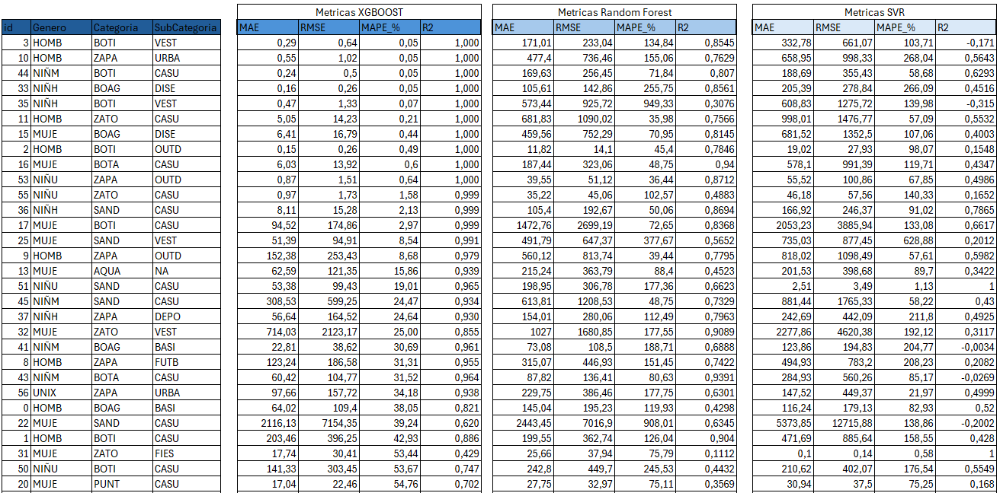 Metricas XGBOOST Metricas Random Forest Metricas SVR
id Genero Categoria SubCategoria MAE RMSE MAPE_% R2 MAE RMSE MAPE_% R2 MAE RMSE MAPE_% R2
3 HOMB BOTI VEST 0,29 0,64 0,05 1,000 171,01 233,04 134,84 0,8545 332,78 661,07 103,71 -0,171
10 HOMB ZAPA URBA 0,55 1,02 0,05 1,000 477,4 736,46 155,06 0,7629 658,95 998,33 268,04 0,5643
44 NIÑM BOTI CASU 0,24 0,5 0,05 1,000 169,63 256,45 71,84 0,807 188,69 355,43 58,68 0,6293
33 NIÑH BOAG DISE 0,16 0,26 0,05 1,000 105,61 142,86 255,75 0,8561 205,39 278,84 266,09 0,4516
35 NIÑH BOTI VEST 0,47 1,33 0,07 1,000 573,44 925,72 949,33 0,3076 608,83 1275,72 139,98 -0,315
11 HOMB ZATO CASU 5,05 14,23 0,21 1,000 681,83 1090,02 35,98 0,7566 998,01 1476,77 57,09 0,5532
15 MUJE BOAG DISE 6,41 16,79 0,44 1,000 459,56 752,29 70,95 0,8145 681,52 1352,5 107,06 0,4003
2 HOMB BOTI OUTD 0,15 0,26 0,49 1,000 11,82 14,1 45,4 0,7846 19,02 27,93 98,07 0,1548
16 MUJE BOTA CASU 6,03 13,92 0,6 1,000 187,44 323,06 48,75 0,94 578,1 991,39 119,71 0,4347
53 NIÑU ZAPA OUTD 0,87 1,51 0,64 1,000 39,55 51,12 36,44 0,8712 55,52 100,86 67,85 0,4986
55 NIÑU ZATO CASU 0,97 1,73 1,58 0,999 35,22 45,06 102,57 0,4883 46,18 57,56 140,33 0,1652
36 NIÑH SAND CASU 8,11 15,28 2,13 0,999 105,4 192,67 50,06 0,8694 166,92 246,37 91,02 0,7865
17 MUJE BOTI CASU 94,52 174,86 2,97 0,999 1472,76 2699,19 72,65 0,8368 2053,23 3885,94 133,08 0,6617
25 MUJE SAND VEST 51,39 94,91 8,54 0,991 491,79 647,37 377,67 0,5652 735,03 877,45 628,88 0,2012
9 HOMB ZAPA OUTD 152,38 253,43 8,68 0,979 560,12 813,74 39,44 0,7795 818,02 1098,49 57,61 0,5982
13 MUJE AQUA NA 62,59 121,35 15,86 0,939 215,24 363,79 88,4 0,4523 201,53 398,68 89,7 0,3422
51 NIÑU SAND CASU 53,38 99,43 19,01 0,965 198,95 306,78 177,36 0,6623 2,51 3,49 1,13 1
45 NIÑM SAND CASU 308,53 599,25 24,47 0,934 613,81 1208,53 48,75 0,7329 881,44 1765,33 58,22 0,43
37 NIÑH ZAPA DEPO 56,64 164,52 24,64 0,930 154,01 280,06 112,49 0,7963 242,69 442,09 211,8 0,4925
32 MUJE ZATO VEST 714,03 2123,17 25,00 0,855 1027 1680,85 177,55 0,9089 2277,86 4620,38 192,12 0,3117
41 NIÑM BOAG BASI 22,81 38,62 30,69 0,961 73,08 108,5 188,71 0,6888 123,86 194,83 204,77 -0,0034
8 HOMB ZAPA FUTB 123,24 186,58 31,31 0,955 315,07 446,93 151,45 0,7422 494,93 783,2 208,23 0,2082
43 NIÑM BOTA CASU 60,42 104,77 31,52 0,964 87,82 136,41 80,63 0,9391 284,93 560,26 85,17 -0,0269
56 UNIX ZAPA URBA 97,66 157,72 34,18 0,938 229,75 386,46 177,75 0,6301 147,52 449,37 21,97 0,4999
0 HOMB BOAG BASI 64,02 109,4 38,05 0,821 145,04 195,23 119,93 0,4298 116,24 179,13 82,93 0,52
22 MUJE SAND CASU 2116,13 7154,35 39,24 0,620 2443,45 7016,9 908,01 0,6345 5373,85 12715,88 138,86 -0,2002
1 HOMB BOTI CASU 203,46 396,25 42,93 0,886 199,55 362,74 126,04 0,904 471,69 885,64 158,55 0,428
31 MUJE ZATO FIES 17,74 30,41 53,44 0,429 25,66 37,94 75,79 0,1112 0,1 0,14 0,58 1
50 NIÑU BOTI CASU 141,33 303,45 53,67 0,747 242,8 449,7 245,53 0,4432 210,62 402,07 176,54 0,5549
20 MUJE PUNT CASU 17,04 22,46 54,76 0,702 27,75 32,97 75,11 0,3569 30,94 37,5 75,25 0,168